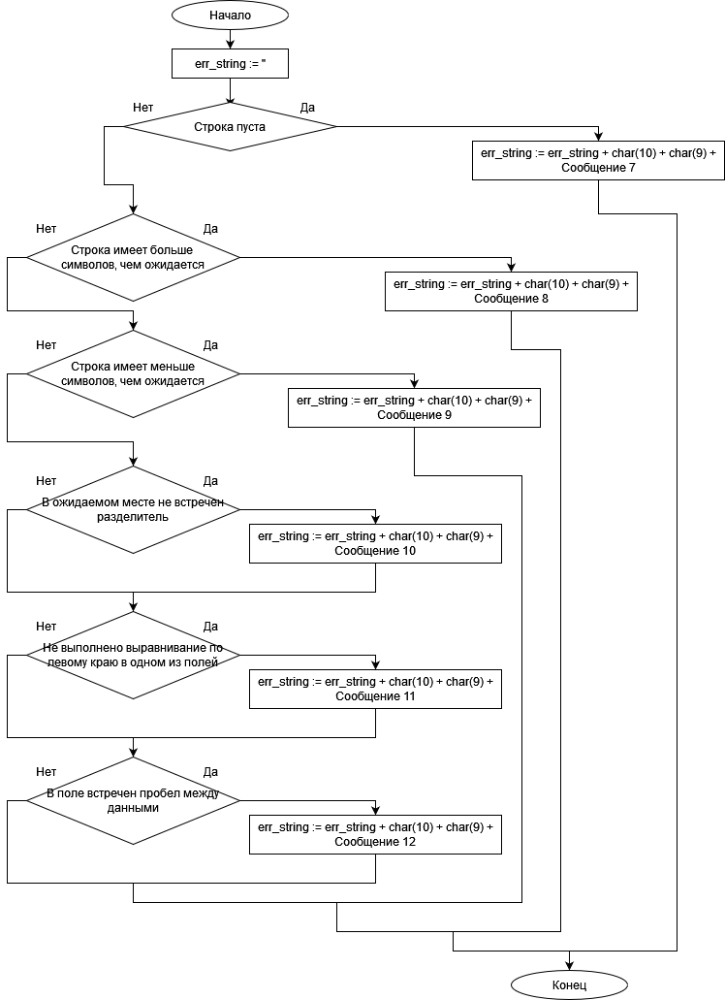 Начало
err_string := "
Нет
Да
Строка пуста
err_string := err_string + char(10) + char(9) +
Сообщение 7
Нет
Да
Строка имеет больше
символов, чем ожидается
err_string := err_string + char(10) + char(9) +
Сообщение 8
Нет
Да
Строка имеет меньше
символов, чем ожидается
err_string := err_string + char(10) + char(9) +
Сообщение 9
Нет
Да
В ожидаемом месте не встречен
разделитель
err_string := err_string + char(10) + char(9) +
Сообщение 10
Нет
Да
Не выполнено выравнивание по
левому краю в одном из полей
err_string := err_string + char(10) + char(9) +
Сообщение 11
Нет
Да
В поле встречен пробел между
данными
err_string := err_string + char(10) + char(9) +
Сообщение 12
Конец